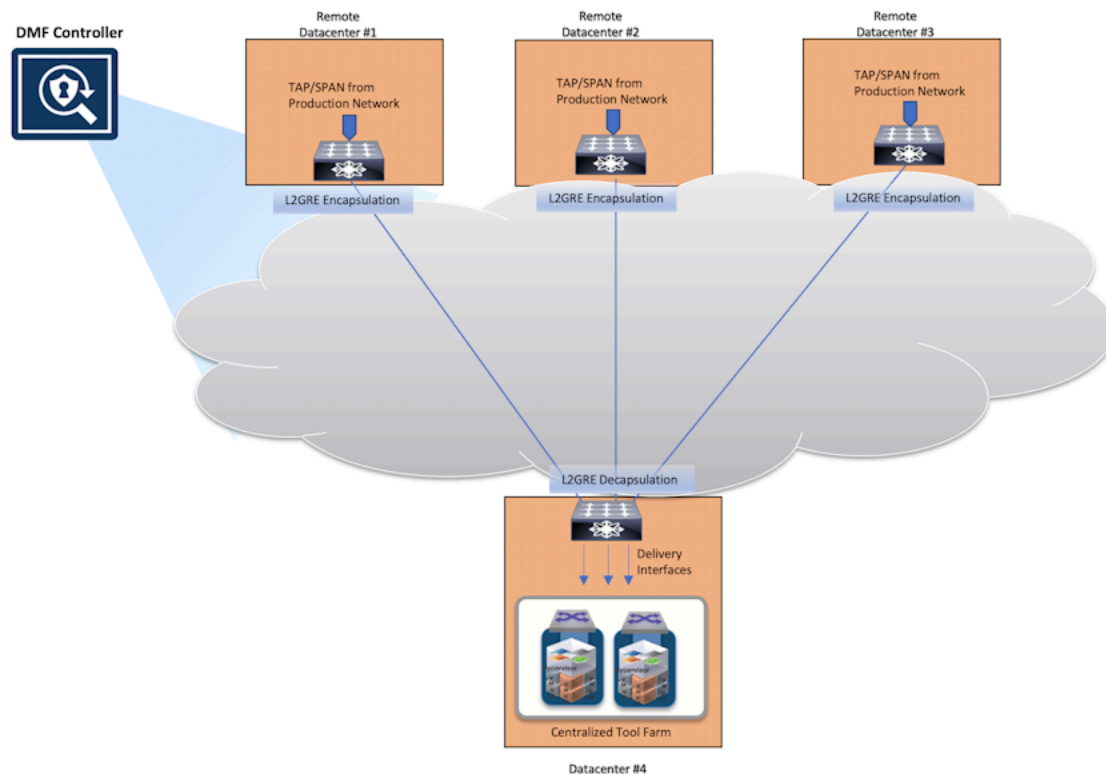 DMF Controller
Remote
Datacenter #1
Remote
Datacenter #2
Remote
Datacenter #3
TAP/SPAN from
Production Network
TAP/SPAN from
Production Network
TAP/SPAN from
Production Network
L2GRE Encapsulation
L2GRE Encapsulation
L2GRE Encapsulation
L2GRE Decapsulation
Delivery
Interfaces
Centralized Tool Farm
Datacenter #4